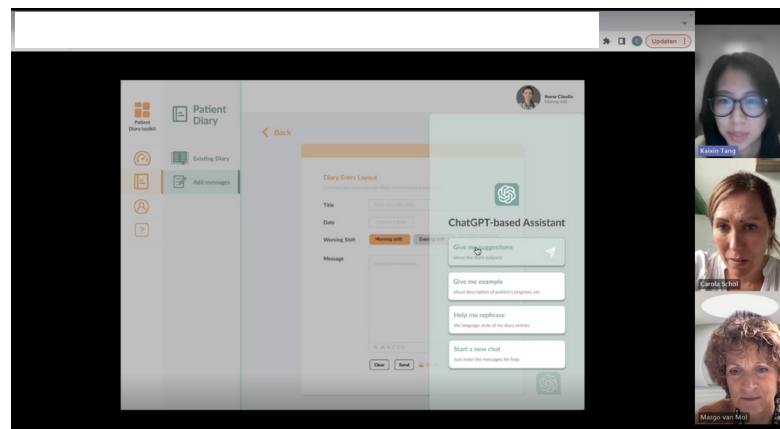 Updaten
C
Nurse Claudia
Morning shift
Patient
Diary toolkit
Patient
Diary
Back
Existing Diary
Add messages
?
Diary Entry Layout
Title
Date
Working Shift
Morning shift
Message
Clear
Send
ChatGPT-based Assistant
Give me suggestions
about the diary subjects
Give me example
about description of patient's progress, etc
Help me rephrase
the language style of my diary entries
Start a new chat
Just enter the messages for help
Kaixin Tang
Carola Schol
Margo van Mol